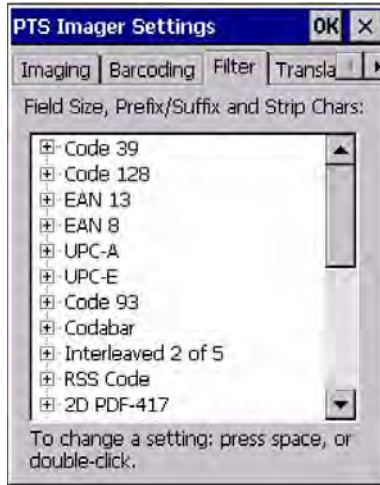 PTS Imager Settings OK ×
Imaging Barcoding Filter Transla
Field Size, Prefix/Suffix and Strip Chars:
Code 39
Code 128
EAN 13
EAN 8
UPC-A
UPC-E
Code 93
Codabar
Interleaved 2 of 5
RSS Code
2D PDF-417
To change a setting: press space, or
double-click.